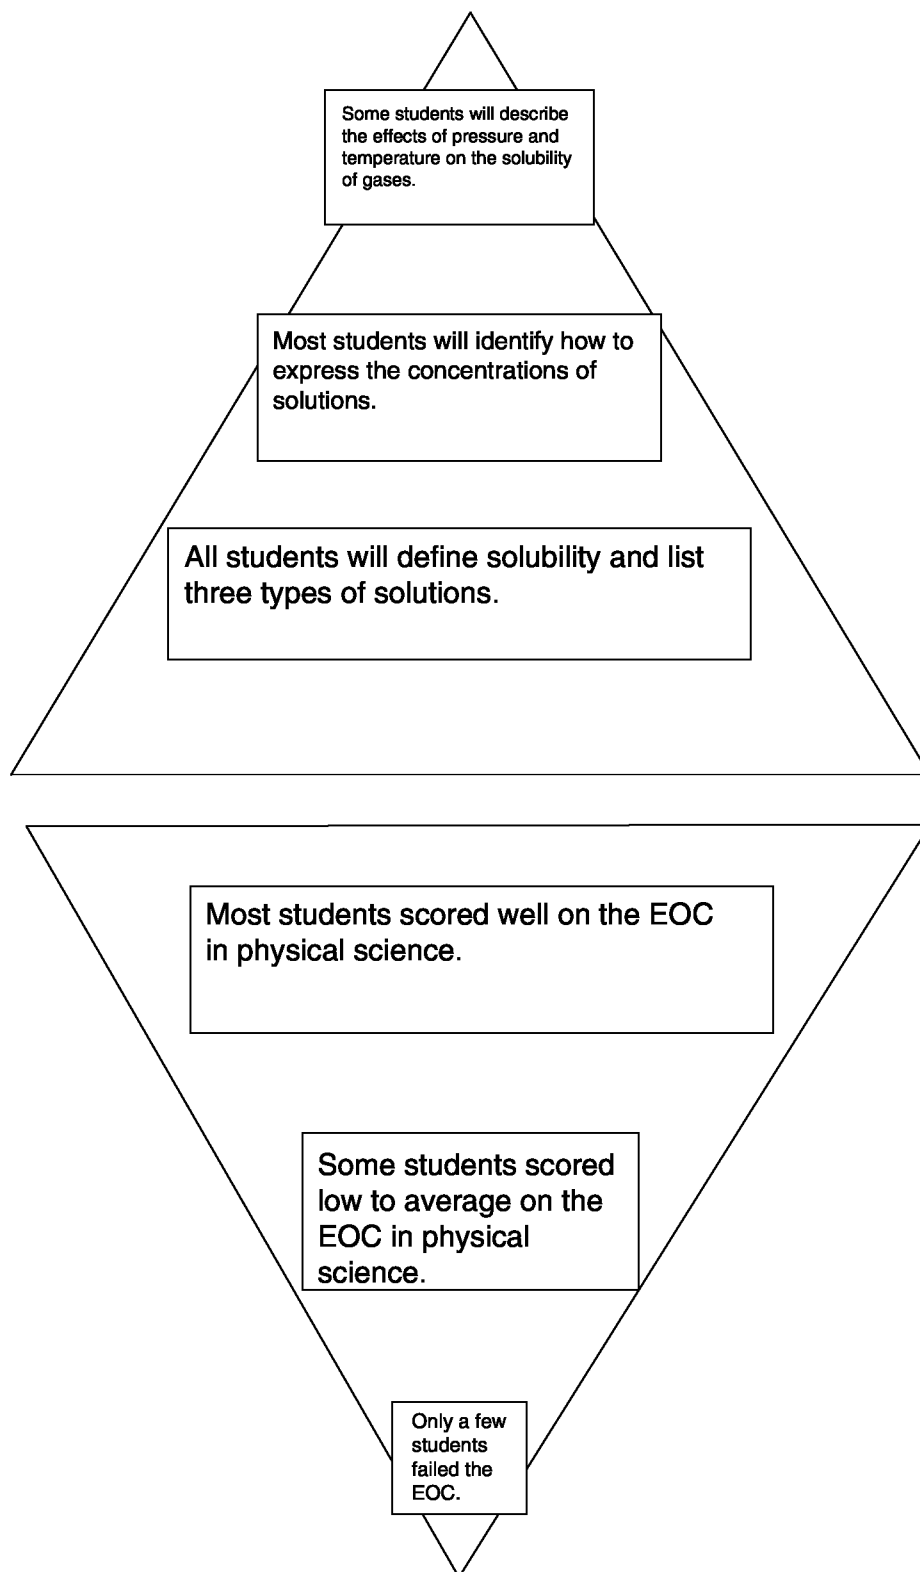 Some students will describe
the effects of pressure and
temperature on the solubility
of gases.
Most students will identify how to
express the concentrations of
solutions.
All students will define solubility and list
three types of solutions.
Most students scored well on the EOC
in physical science.
Some students scored
low to average on the
EOC in physical
science.
Only a few
students
failed the
EOC.